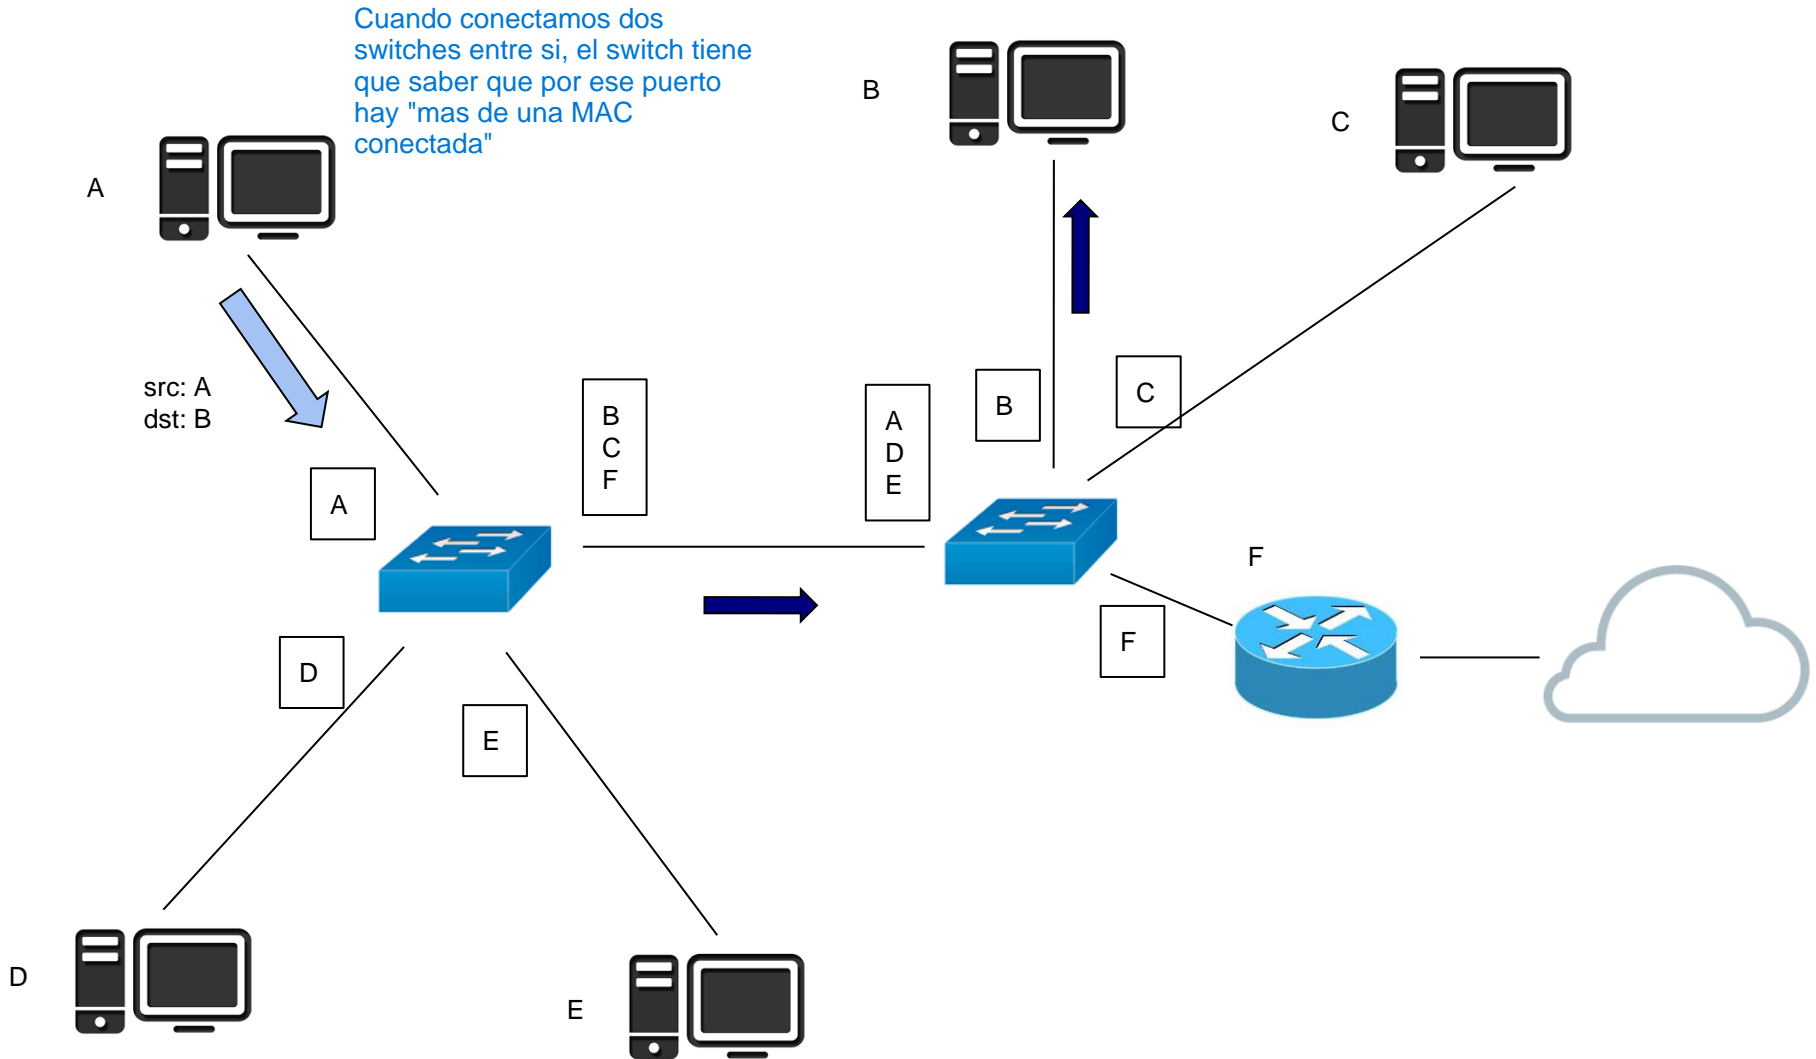 Cuando conectamos dos
switches entre si, el switch tiene
que saber que por ese puerto
hay "mas de una MAC
conectada"
A
B
C
src: A
dst: B
A
B
C
F
A
D
E
B
C
D
E
F
F
D
E